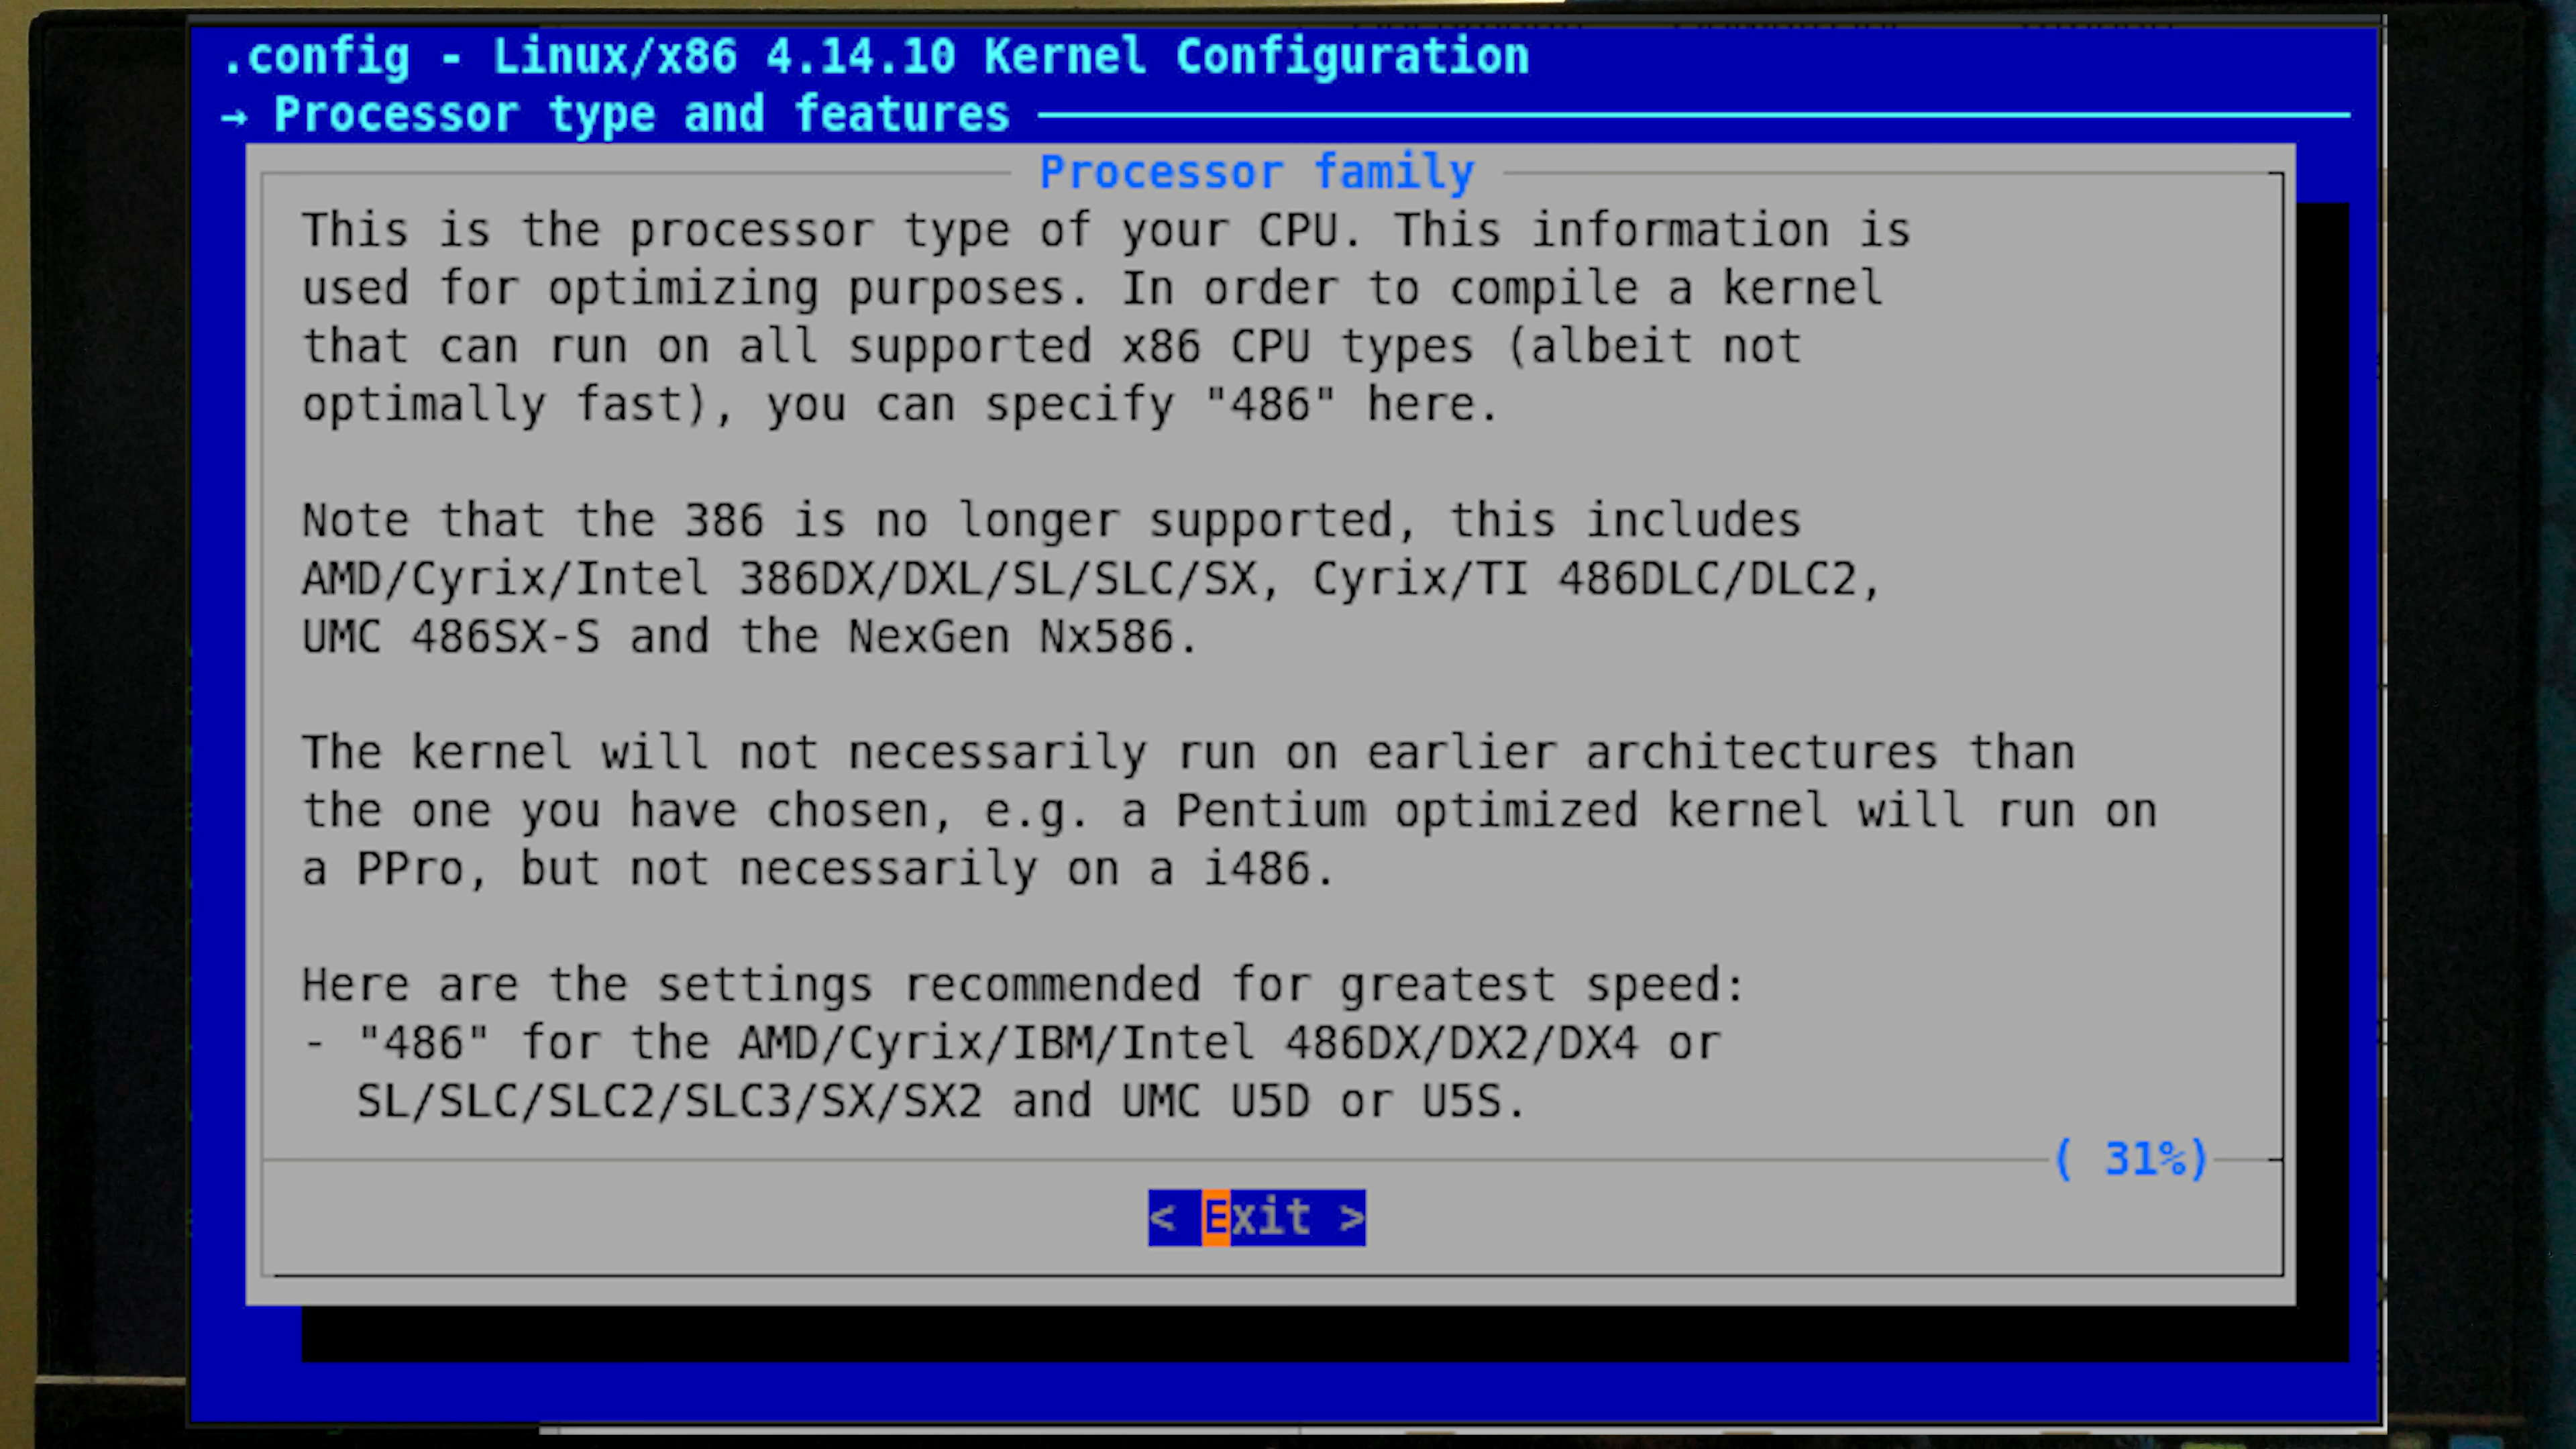 .config - Linux/x86 4.14.10 Kernel Configuration
→ Processor type and features
Processor family
This is the processor type of your CPU. This information is
used for optimizing purposes. In order to compile a kernel
that can run on all supported x86 CPU types (albeit not
optimally fast), you can specify "486" here.
Note that the 386 is no longer supported, this includes
AMD/Cyrix/Intel 386DX/DXL/SL/SLC/SX, Cyrix/TI 486DLC/DLC2,
UMC 486SX-S and the NexGen Nx586.
The kernel will not necessarily run on earlier architectures than
the one you have chosen, e.g. a Pentium optimized kernel will run on
a PPro, but not necessarily on a i486.
Here are the settings recommended for greatest speed:
- "486" for the AMD/Cyrix/IBM/Intel 486DX/DX2/DX4 or
SL/SLC/SLC2/SLC3/SX/SX2 and UMC U5D or U5S.
( 31%)
< Exit >